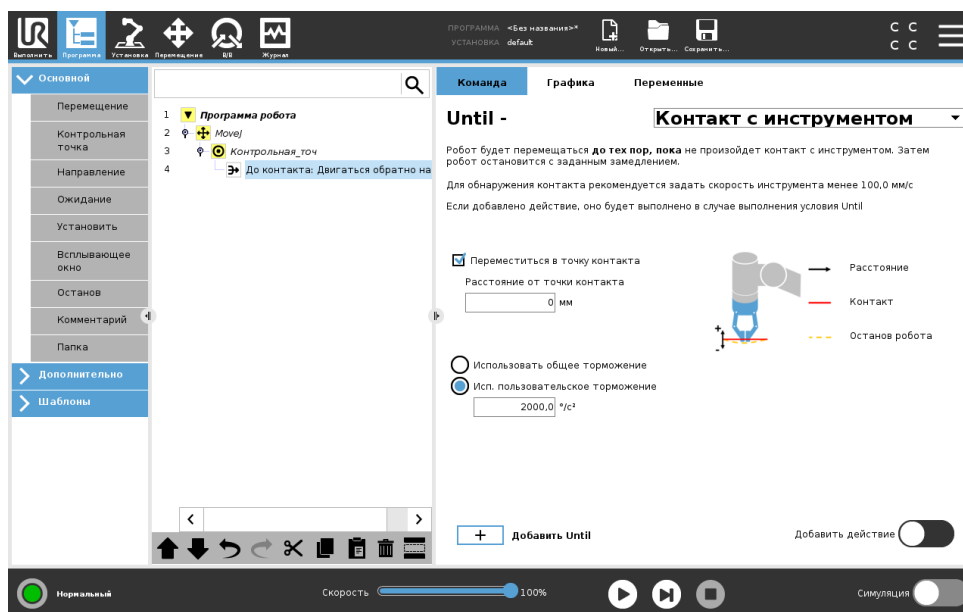 UR
Выполнить
Программа
Установка
Перемещение
В/В
Журнал
ПРОГРАММА <Без названия>*
УСТАНОВКА default
Новый...
Открыть...
Сохранить...
C C
C C
Основной
Перемещение
Контрольная
точка
Направление
Ожидание
Установить
Всплывающее
окно
Останов
Комментарий
Папка
Дополнительно
Шаблоны
1 Программа робота
2 MoveJ
3 Контрольная_точ
4 До контакта: Двигаться обратно на
Команда
Графика
Переменные
Until -
Контакт с инструментом
Робот будет перемещаться до тех пор, пока не произойдет контакт с инструментом. Затем
робот остановится с заданным замедлением.
Для обнаружения контакта рекомендуется задать скорость инструмента менее 100,0 мм/с
Если добавлено действие, оно будет выполнено в случае выполнения условия Until
Переместиться в точку контакта
Расстояние от точки контакта
0 мм
Использовать общее торможение
Исп. пользовательское торможение
2000,0 °/с²
+
-
Расстояние
Контакт
Останов робота
+ Добавить Until
Добавить действие
Нормальный
Скорость
100%
Симуляция